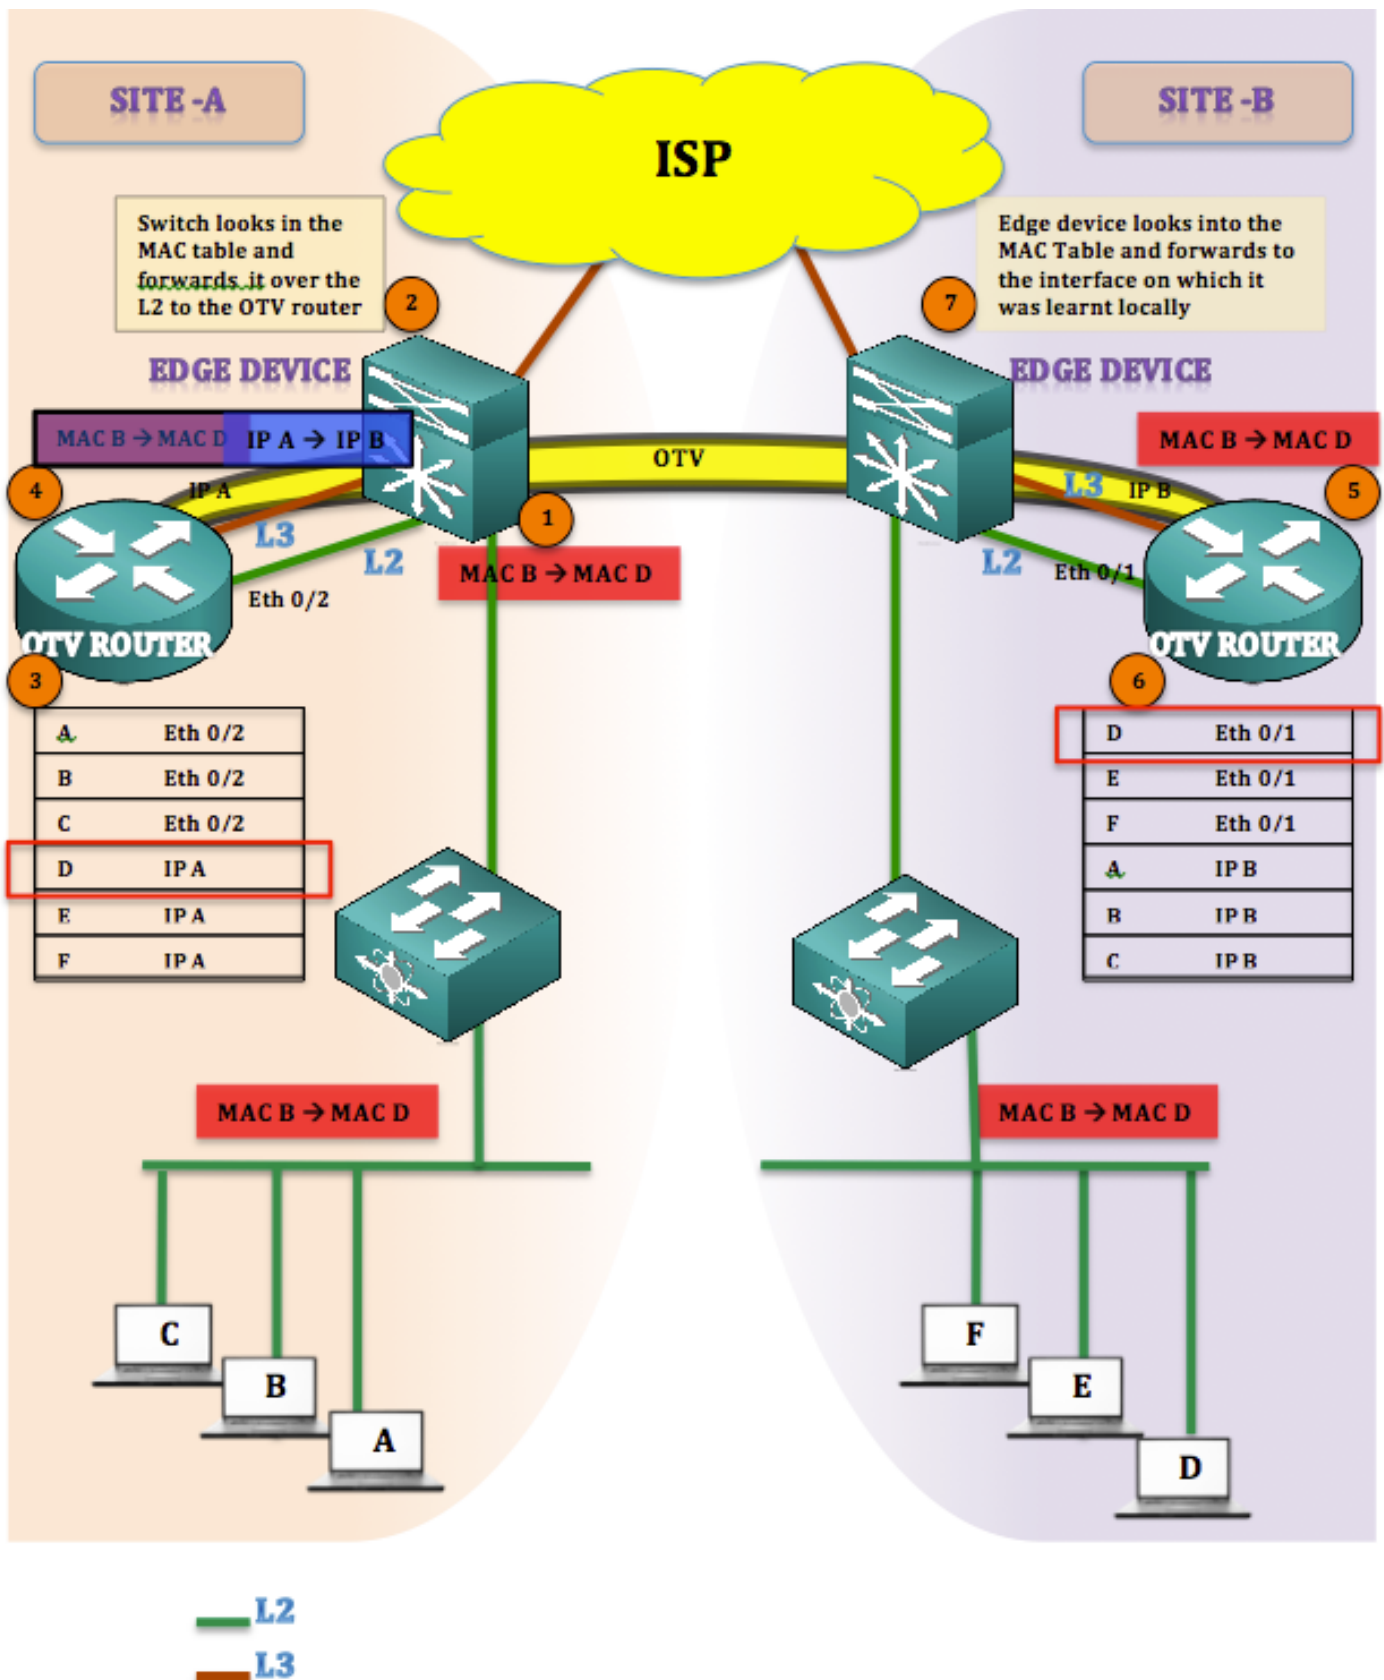 SITE -A
SITE -B
ISP
Switch looks in the
MAC table and
forwards it over the
L2 to the OTV router
2
7
Edge device looks into the
MAC Table and forwards to
the interface on which it
was learnt locally
EDGE DEVICE
EDGE DEVICE
MAC B → MAC D IP A → IP B
OTV
MAC B → MAC D
4
IP A
L3
IP B
5
1
L3
L2
MAC B → MAC D
L2
Eth 0/1
Eth 0/2
OTV ROUTER
OTV ROUTER
3
6
A Eth 0/2
B Eth 0/2
C Eth 0/2
D IP A
E IP A
F IP A
D Eth 0/1
E Eth 0/1
F Eth 0/1
A IP B
B IP B
C IP B
MAC B → MAC D
MAC B → MAC D
C
B
A
F
E
D
L2
L3